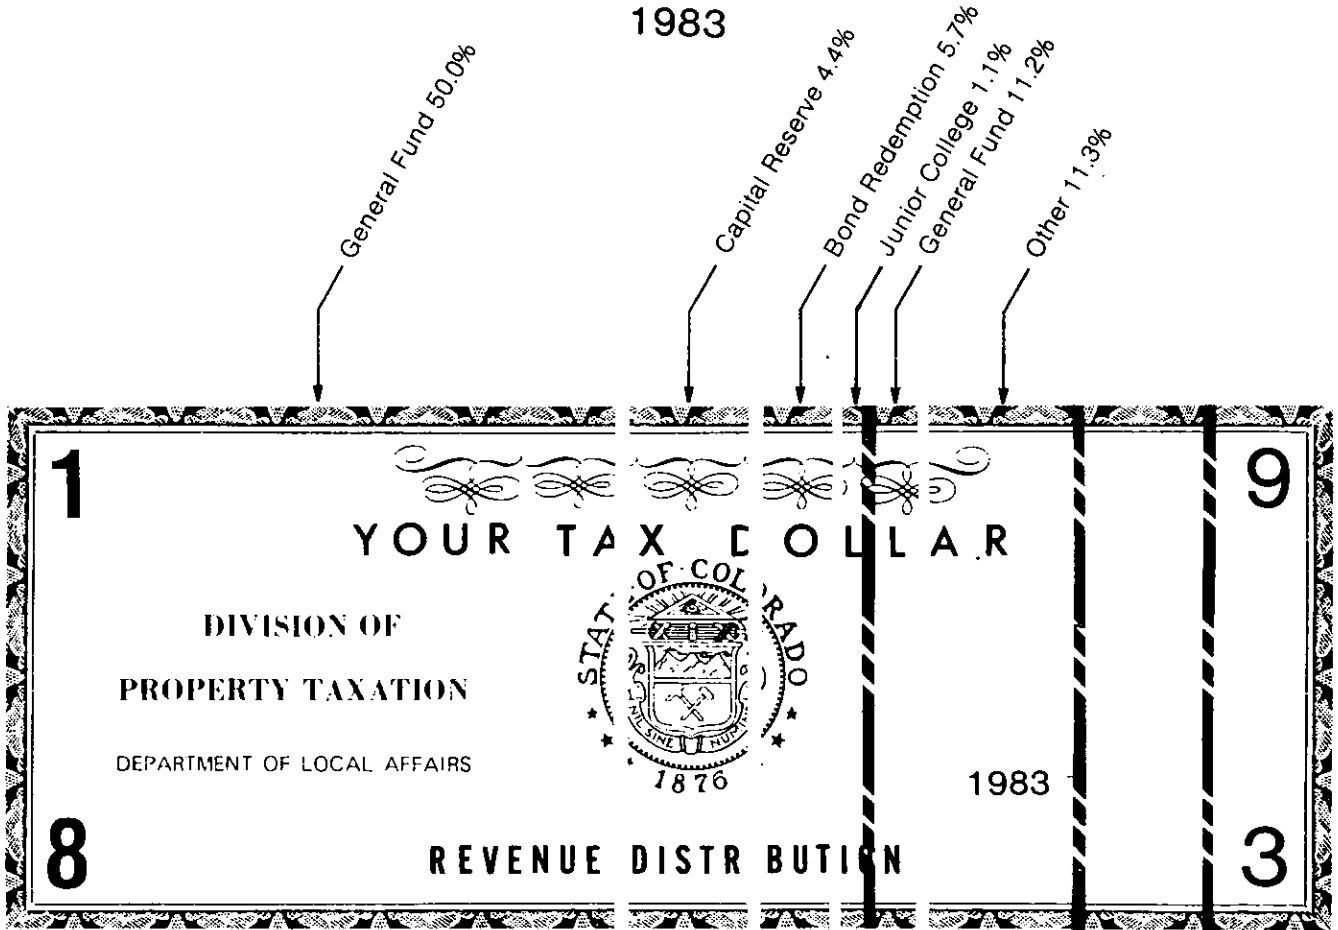 1983
General Fund 50.0%
Capital Reserve 4.4%
Bond Redemption 5.7%
Junior College 1.1%
General Fund 11.2%
Other 11.3%
1
9
YOUR TAX DOLLAR
STATE OF COLORADO
NIL SINE NUMINE
1876
DIVISION OF
PROPERTY TAXATION
DEPARTMENT OF LOCAL AFFAIRS
1983
8
3
REVENUE DISTR BUTION